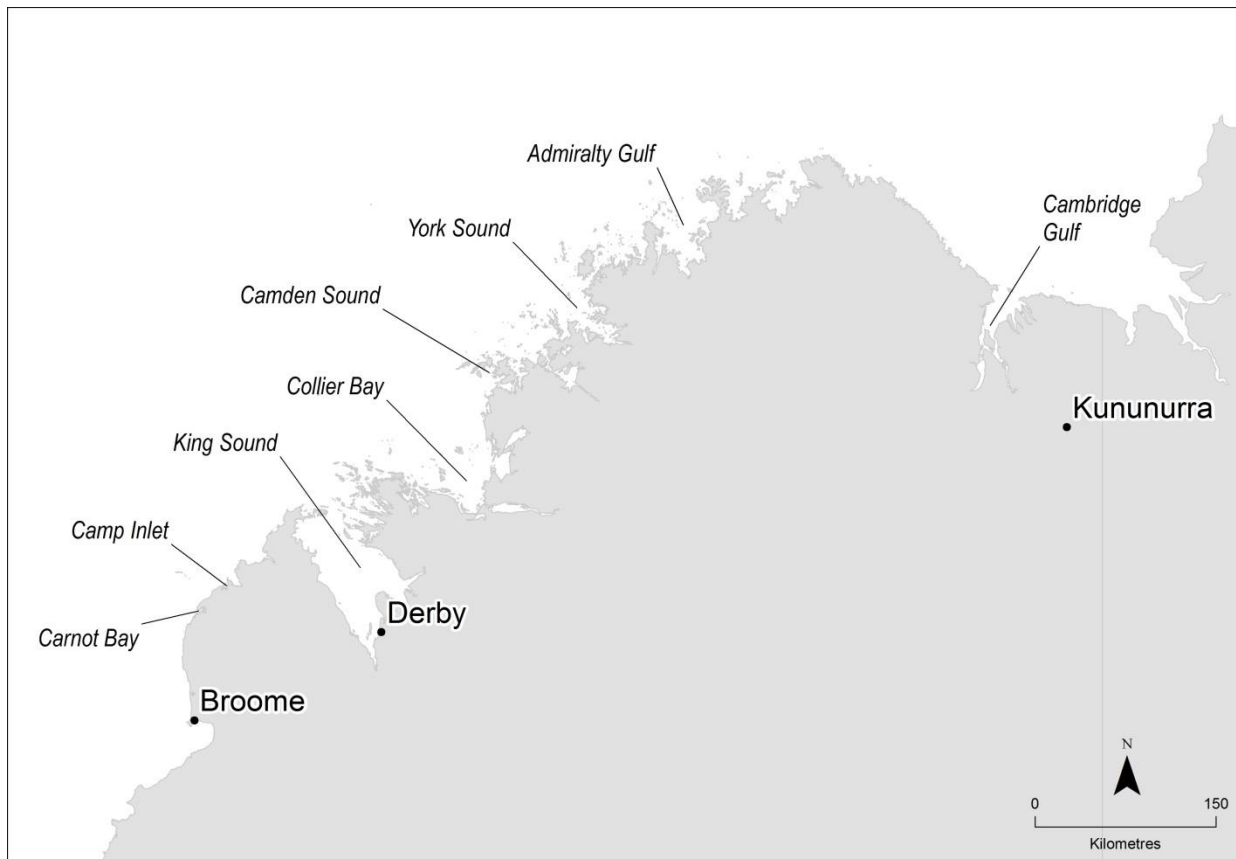 Admiralty Gulf
Cambridge
Gulf
York Sound
Camden Sound
Collier Bay
Kununurra
King Sound
Camp Inlet
Derby
Carnot Bay
Broome
N
0 150
Kilometres